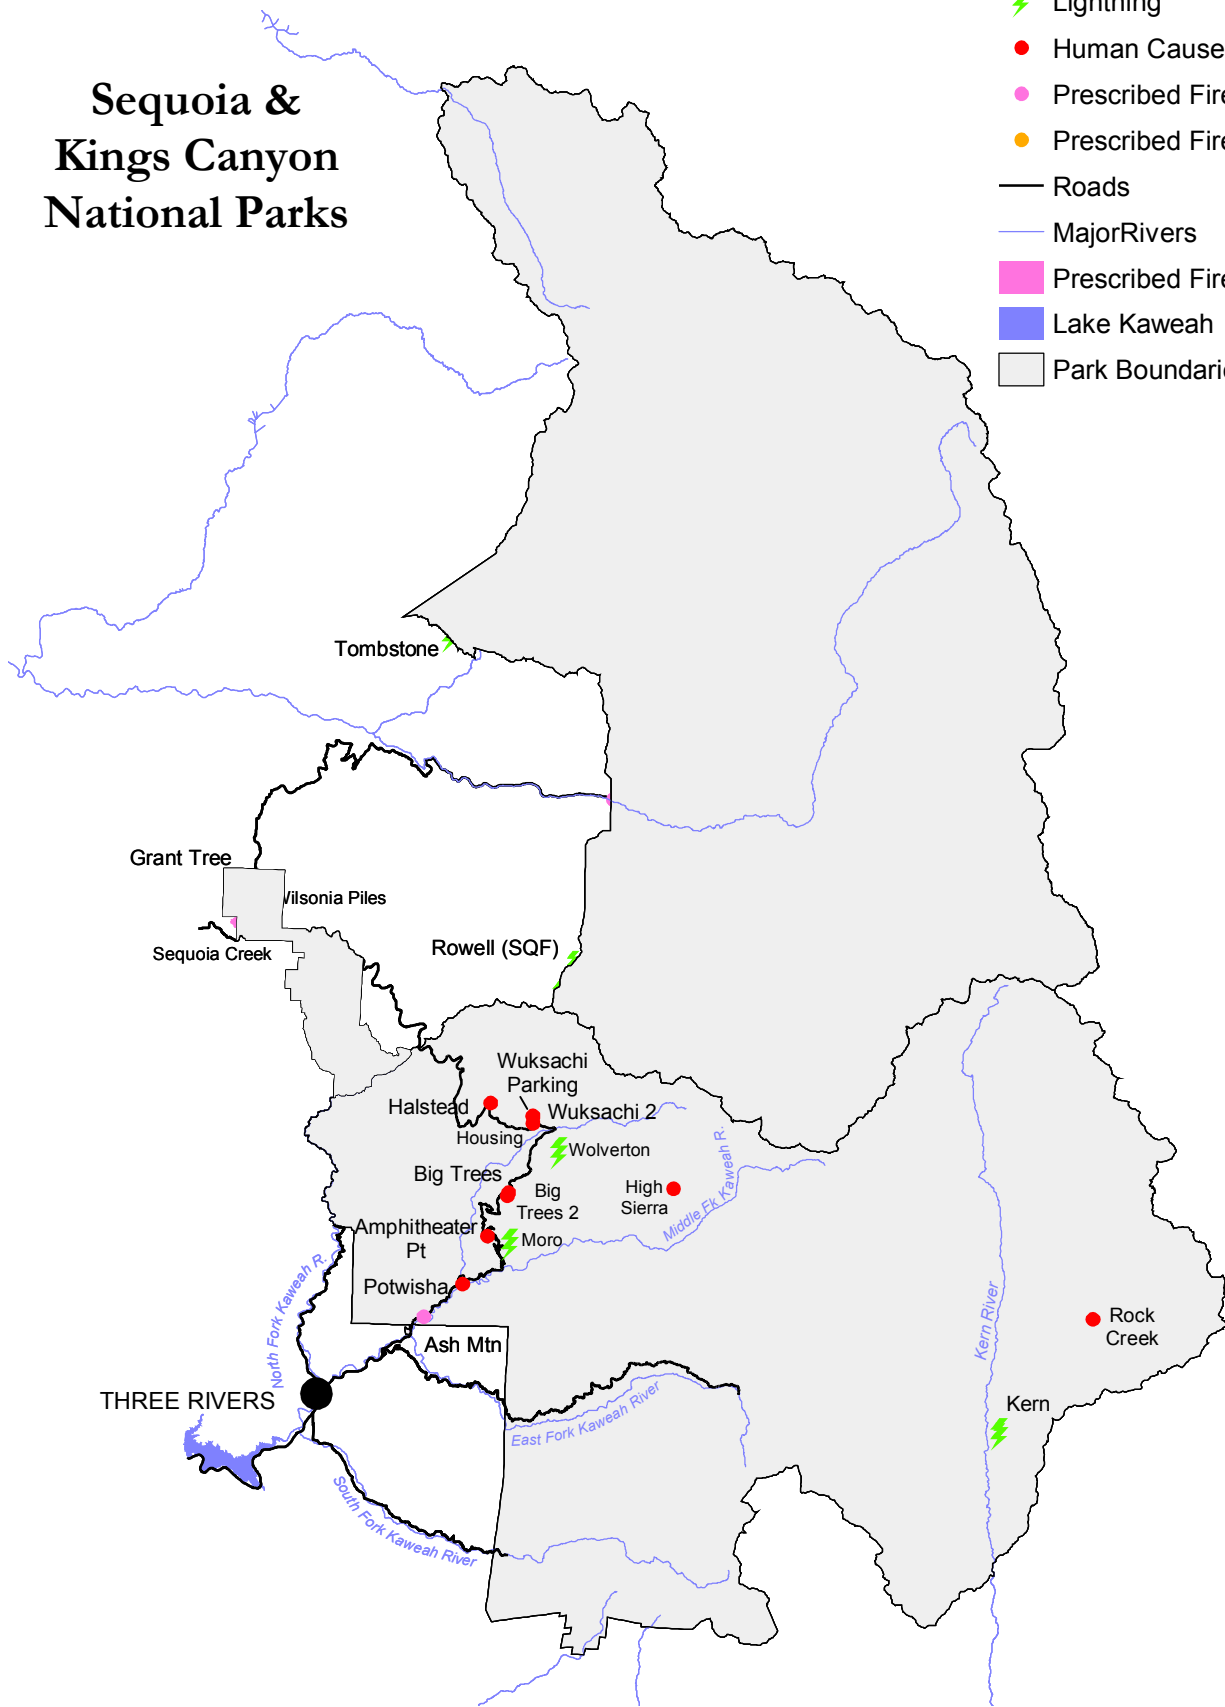 Lightning
Human Cause
Prescribed Fire
Prescribed Fire
Roads
MajorRivers
Prescribed Fire
Lake Kaweah
Park Boundarie
Sequoia &
Kings Canyon
National Parks
Tombstone
Grant Tree
Vilsonia Piles
Sequoia Creek
Rowell (SQF)
Wuksachi
Parking
Halstead
Wuksachi 2
Housing
Wolverton
Big Trees
Big
Trees 2
High
Sierra
Middle Fk Kaweah R.
Amphitheater
Pt
Moro
Potwisha
North Fork Kaweah R.
Ash Mtn
Kern River
Rock
Creek
THREE RIVERS
East Fork Kaweah River
Kern
South Fork Kaweah River